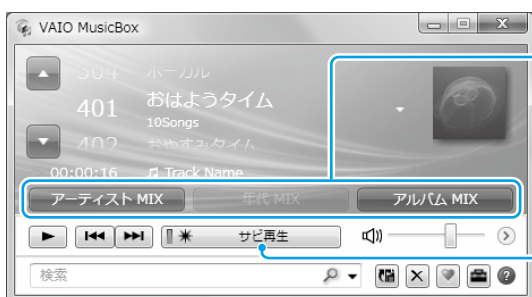 VAIO MusicBox
304 ボーカル
401 おはようタイム
10Songs
402 おやすみタイム
00:00:16 Track Name
アーティスト MIX 年代 MIX アルバム MIX
サビ再生
検索